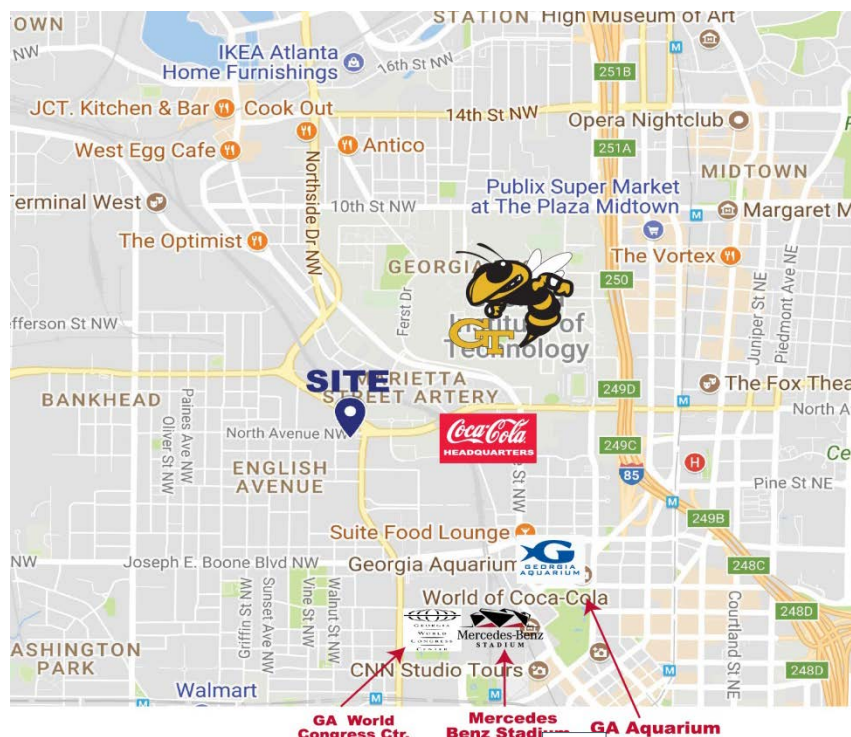 TOWN
STATION
High Museum of Art
NW
IKEA Atlanta
Home Furnishings
16th St NW
251B
JCT. Kitchen & Bar
Cook Out
14th St NW
Opera Nightclub
West Egg Cafe
Antico
251A
MIDTOWN
Northside Dr NW
Publix Super Market
at The Plaza Midtown
Terminal West
10th St NW
Margaret M
The Optimist
The Vortex
GEORGIA
250
Ferst Dr
GT
Institute of
Technology
Juniper St NE
Piedmont Ave NE
efferson St NW
SITE
MARIETTA
STREET ARTERY
249D
The Fox Thea
BANKHEAD
North A
Paines Ave NW
Oliver St NW
North Avenue NW
Coca-Cola
HEADQUARTERS
249C
Ce
ENGLISH
AVENUE
St NW
85
H
Pine St NE
249B
Suite Food Lounge
NW
Joseph E. Boone Blvd NW
Georgia Aquarium
G
GEORGIA
AQUARIUM
248C
World of Coca-Cola
248D
Griffin St NW
Sunset Ave NW
Vine St NW
Walnut St NW
GEORGIA
WORLD
CONGRESS
CENTER
Mercedes-Benz
STADIUM
Courtland St NE
ASHINGTON
PARK
CNN Studio Tours
248D
Walmart
GA World
Congress Ctr.
Mercedes
Benz Stadium
GA Aquarium